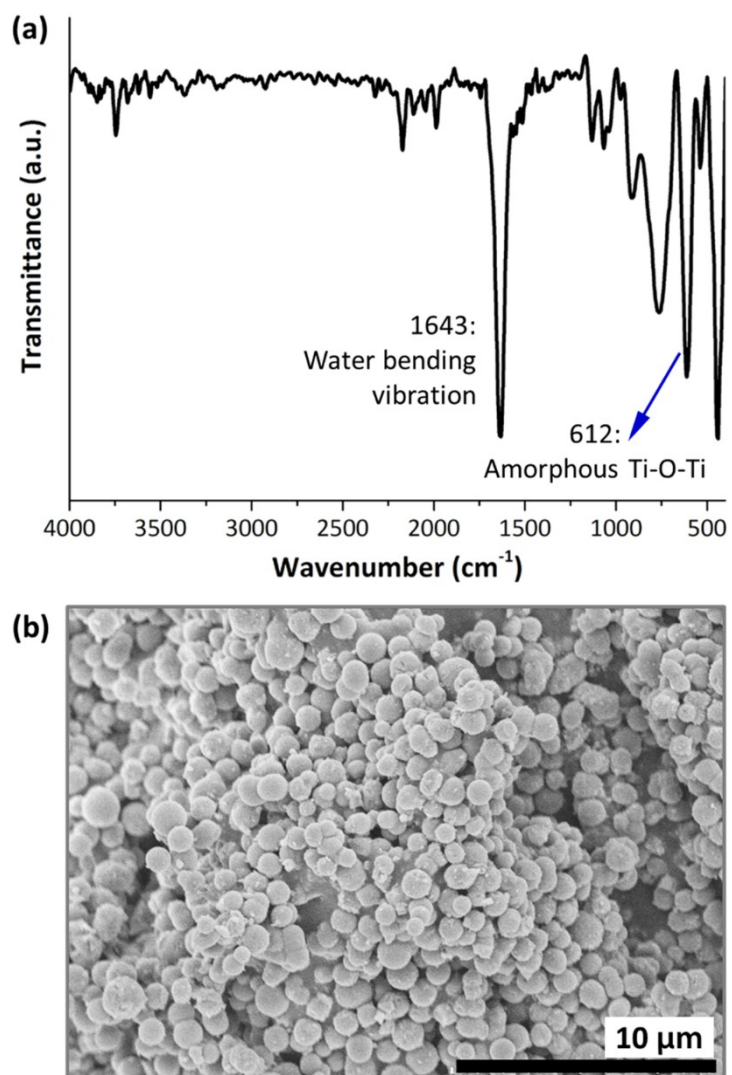 (a)
Transmittance (a.u.)
1643:
Water bending
vibration
612:
Amorphous Ti-O-Ti
4000 3500 3000 2500 2000 1500 1000 500
Wavenumber (cm⁻¹)
(b)
10 µm